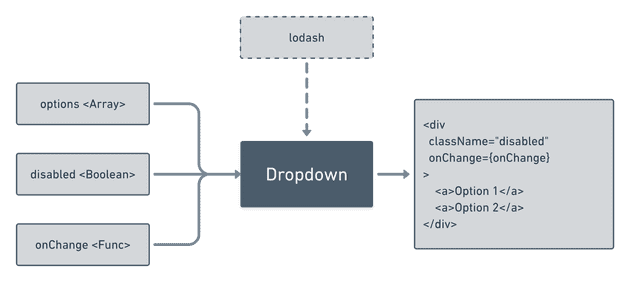 lodash
options <Array>
disabled <Boolean>
onChange <Func>
Dropdown
<div
className="disabled"
onChange={onChange}
>
<a>Option 1</a>
<a>Option 2</a>
</div>